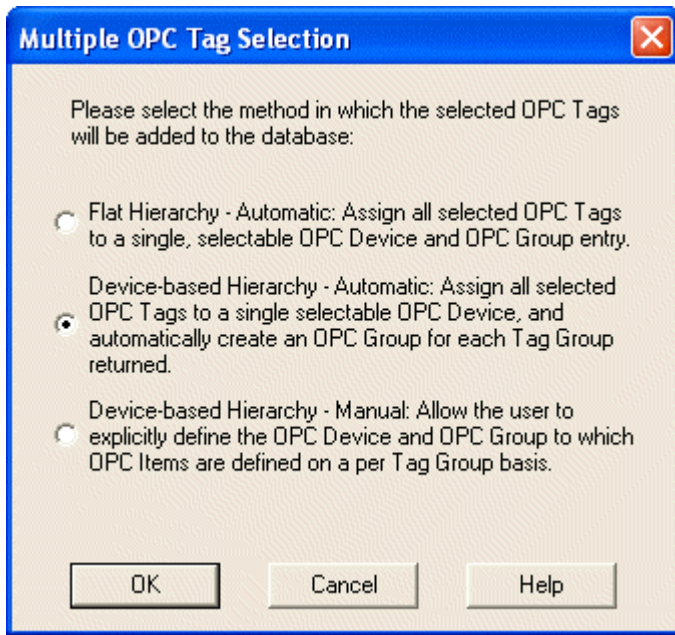 Multiple OPC Tag Selection
Please select the method in which the selected OPC Tags
will be added to the database:
Flat Hierarchy - Automatic: Assign all selected OPC Tags
to a single, selectable OPC Device and OPC Group entry.
Device-based Hierarchy - Automatic: Assign all selected
OPC Tags to a single selectable OPC Device, and
automatically create an OPC Group for each Tag Group
returned.
Device-based Hierarchy - Manual: Allow the user to
explicitly define the OPC Device and OPC Group to which
OPC Items are defined on a per Tag Group basis.
OK
Cancel
Help